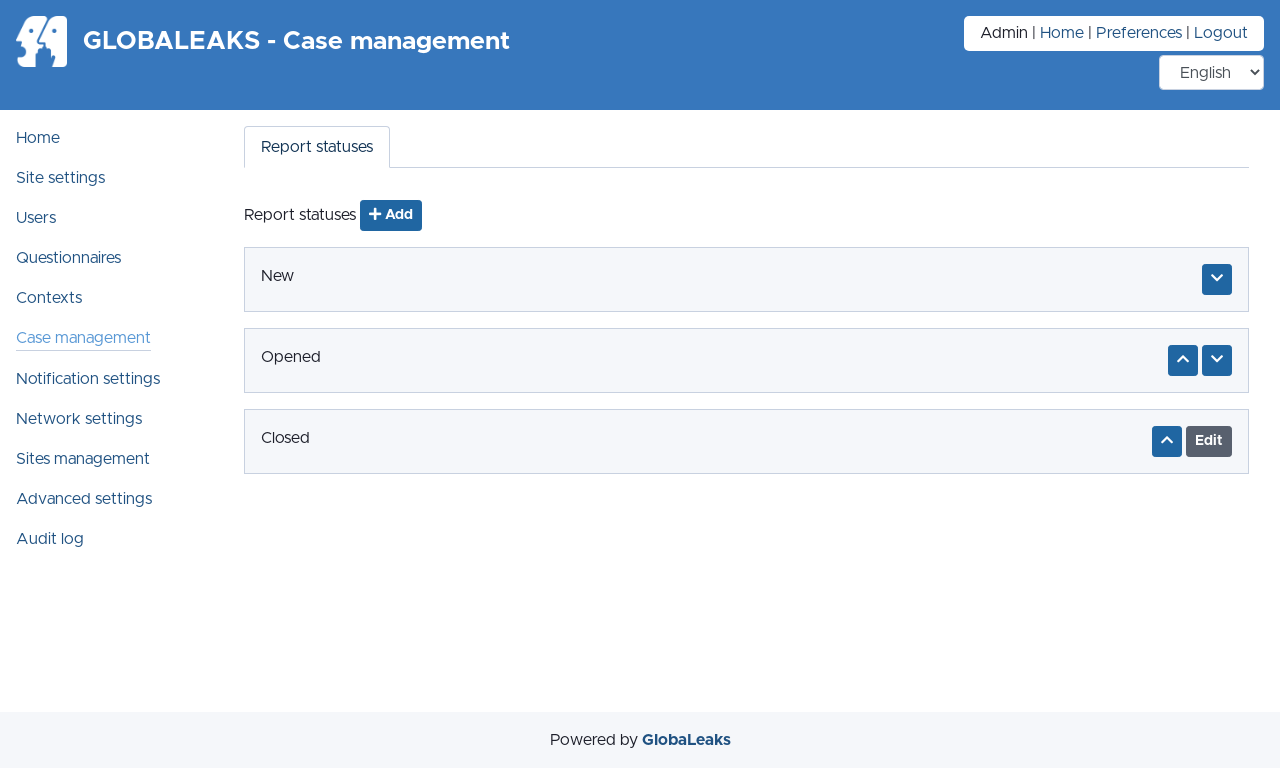 GLOBALEAKS - Case management
Admin | Home | Preferences | Logout
English
Home
Site settings
Users
Questionnaires
Contexts
Case management
Notification settings
Network settings
Sites management
Advanced settings
Audit log
Report statuses
Report statuses + Add
New
Opened
Closed
Edit
Powered by GlobaLeaks